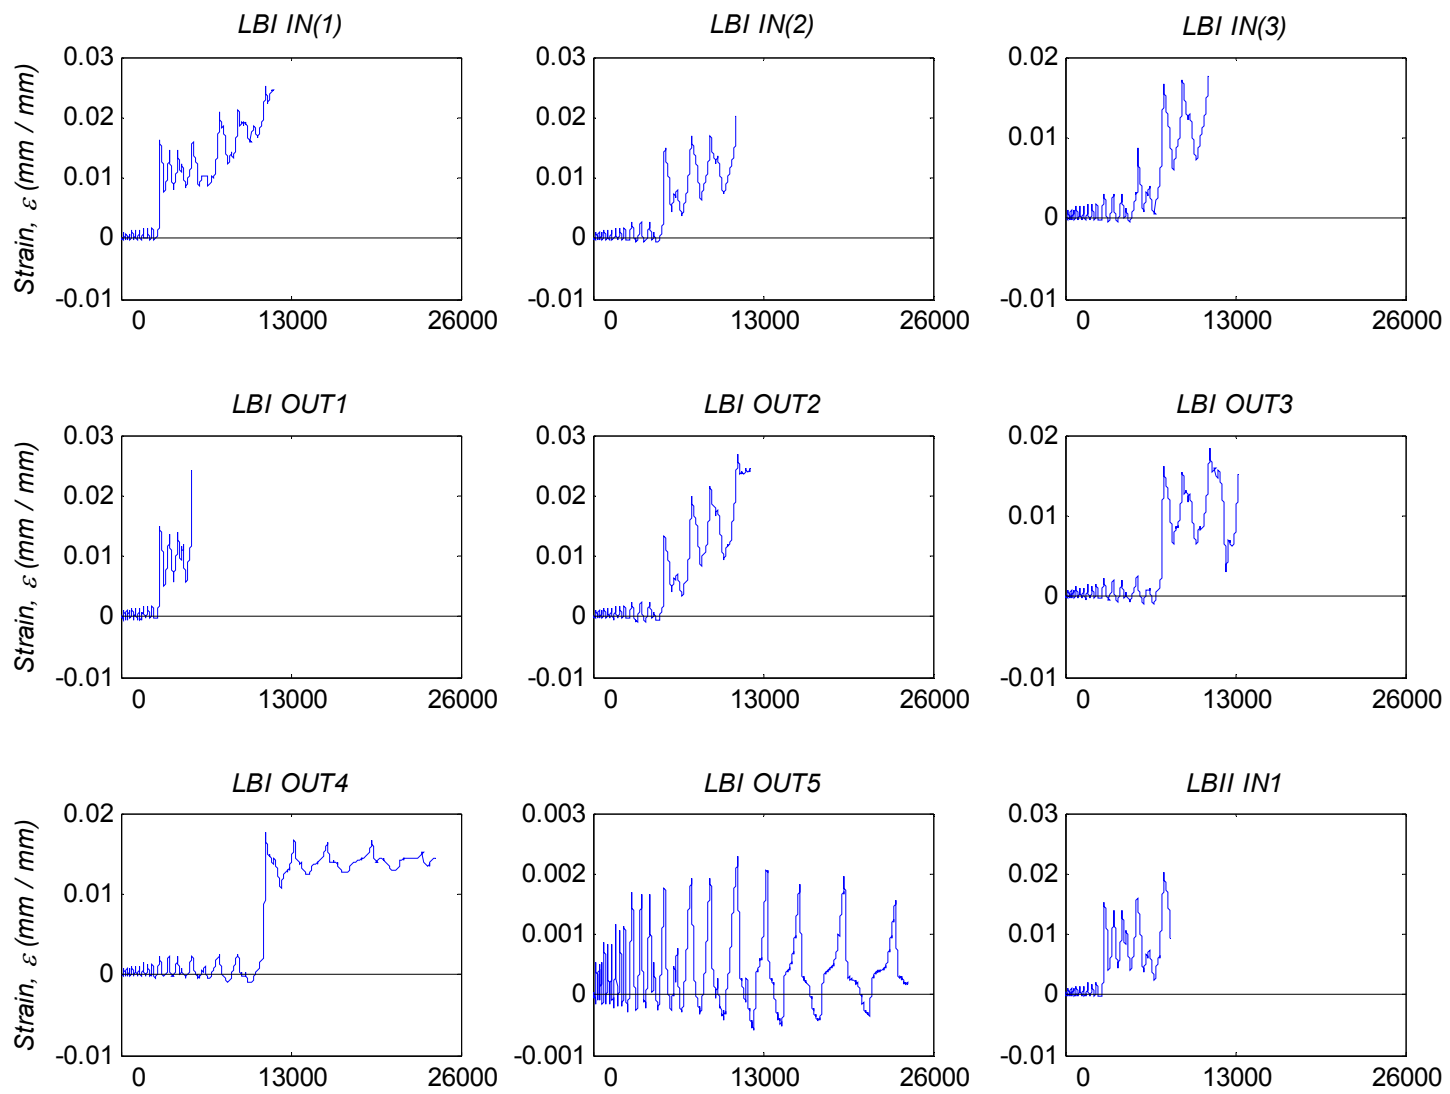 LBI IN(1) LBI IN(2) LBI IN(3)
0.03 0.03 0.02
0.02 0.02 0.01
0.01 0.01 0
0 0 -0.01
-0.01 -0.01
Strain, ε (mm / mm)
0 13000 26000 0 13000 26000 0 13000 26000
LBI OUT1 LBI OUT2 LBI OUT3
0.03 0.03 0.02
0.02 0.02 0.01
0.01 0.01 0
0 0 -0.01
-0.01 -0.01
Strain, ε (mm / mm)
0 13000 26000 0 13000 26000 0 13000 26000
LBI OUT4 LBI OUT5 LBII IN1
0.02 0.003 0.03
0.01 0.002 0.02
0 0.001 0.01
-0.01 0 0
-0.001 -0.01
Strain, ε (mm / mm)
0 13000 26000 0 13000 26000 0 13000 26000